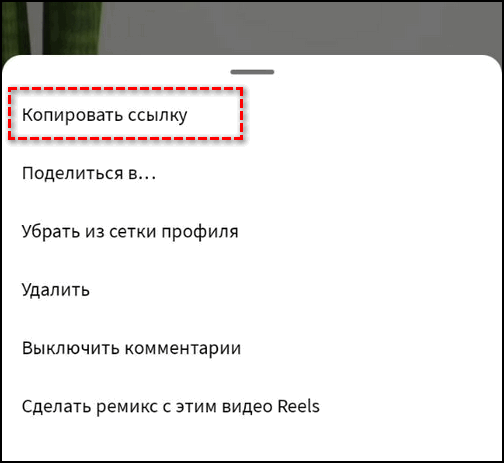 Копировать ссылку
Поделиться в...
Убрать из сетки профиля
Удалить
Выключить комментарии
Сделать ремикс с этим видео Reels